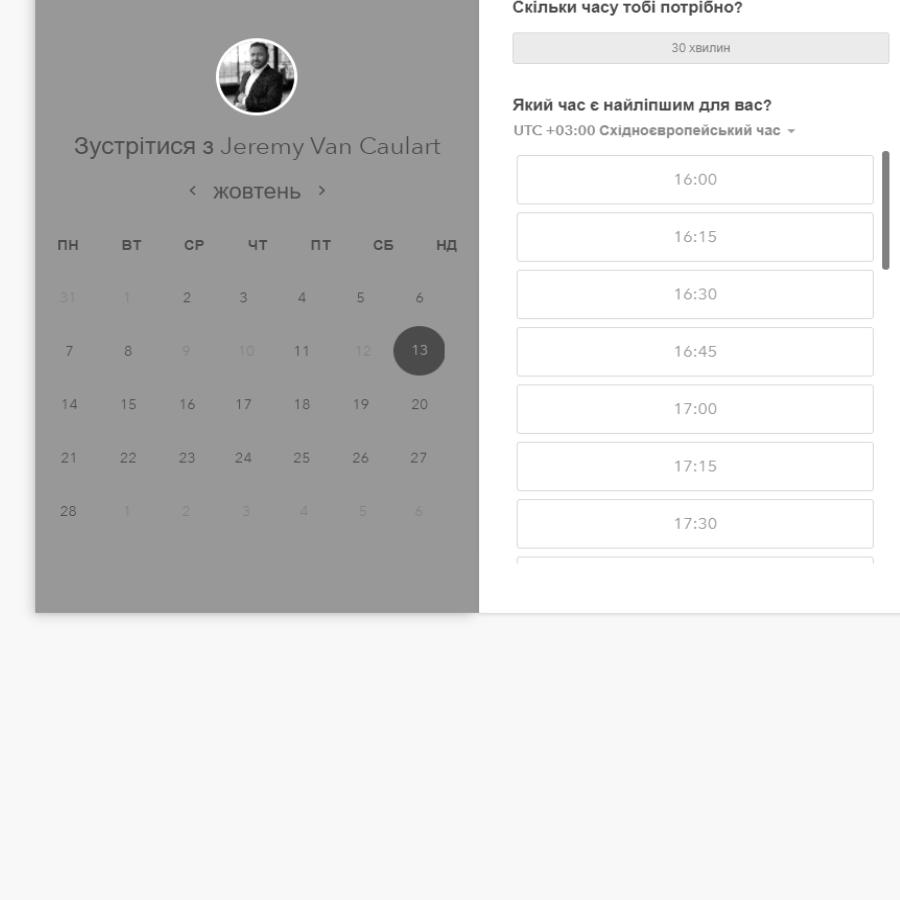 Зустрітися з Jeremy Van Caulart
жовтень
ПН ВТ СР ЧТ ПТ СБ НД
31 1 2 3 4 5 6
7 8 9 10 11 12 13
14 15 16 17 18 19 20
21 22 23 24 25 26 27
28 1 2 3 4 5 6
Скільки часу тобі потрібно?
30 хвилин
Який час є найліпшим для вас?
UTC +03:00 Східноєвропейський час
16:00
16:15
16:30
16:45
17:00
17:15
17:30